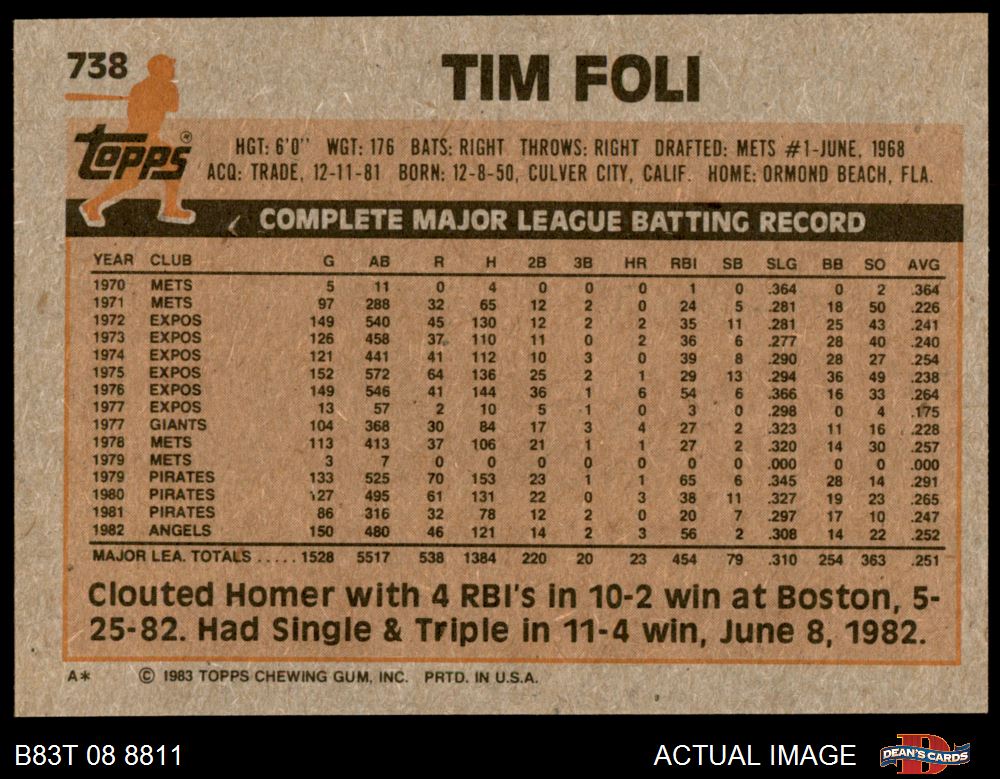 738
TIM FOLI
Topps®
HGT: 6'0" WGT: 176 BATS: RIGHT THROWS: RIGHT DRAFTED: METS #1-JUNE, 1968
ACQ: TRADE, 12-11-81 BORN: 12-8-50, CULVER CITY, CALIF. HOME: ORMOND BEACH, FLA.
COMPLETE MAJOR LEAGUE BATTING RECORD
YEAR CLUB G AB R H 2B 3B HR RBI SB SLG BB SO AVG
1970 METS 5 11 0 4 0 0 0 1 0 .364 0 2 .364
1971 METS 97 288 32 65 12 2 0 24 5 .281 18 50 .226
1972 EXPOS 149 540 45 130 12 2 2 35 11 .281 25 43 .241
1973 EXPOS 126 458 37 110 11 0 2 36 6 .277 28 40 .240
1974 EXPOS 121 441 41 112 10 3 0 39 8 .290 28 27 .254
1975 EXPOS 152 572 64 136 25 2 1 29 13 .294 36 49 .238
1976 EXPOS 149 546 41 144 36 1 6 54 6 .366 16 33 .264
1977 EXPOS 13 57 2 10 5 1 0 3 0 .298 0 4 .175
1977 GIANTS 104 368 30 84 17 3 4 27 2 .323 11 16 .228
1978 METS 113 413 37 106 21 1 1 27 2 .320 14 30 .257
1979 METS 3 7 0 0 0 0 0 0 0 .000 0 0 .000
1979 PIRATES 133 525 70 153 23 1 1 65 6 .345 28 14 .291
1980 PIRATES 127 495 61 131 22 0 3 38 11 .327 19 23 .265
1981 PIRATES 86 316 32 78 12 2 0 20 7 .297 17 10 .247
1982 ANGELS 150 480 46 121 14 2 3 56 2 .308 14 22 .252
MAJOR LEA. TOTALS ..... 1528 5517 538 1384 220 20 23 454 79 .310 254 363 .251
Clouted Homer with 4 RBI's in 10-2 win at Boston, 5-
25-82. Had Single & Triple in 11-4 win, June 8, 1982.
A* © 1983 TOPPS CHEWING GUM, INC. PRTD. IN U.S.A.
B83T 08 8811 ACTUAL IMAGE DEAN'S CARDS